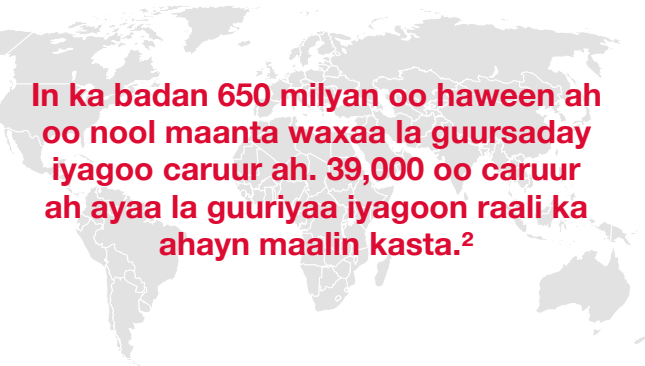 In ka badan 650 milyan oo haween ah
oo nool maanta waxaa la guursaday
iyagoo caruur ah. 39,000 oo caruur
ah ayaa la guuriyaa iyagoon raali ka
ahayn maalin kasta.²